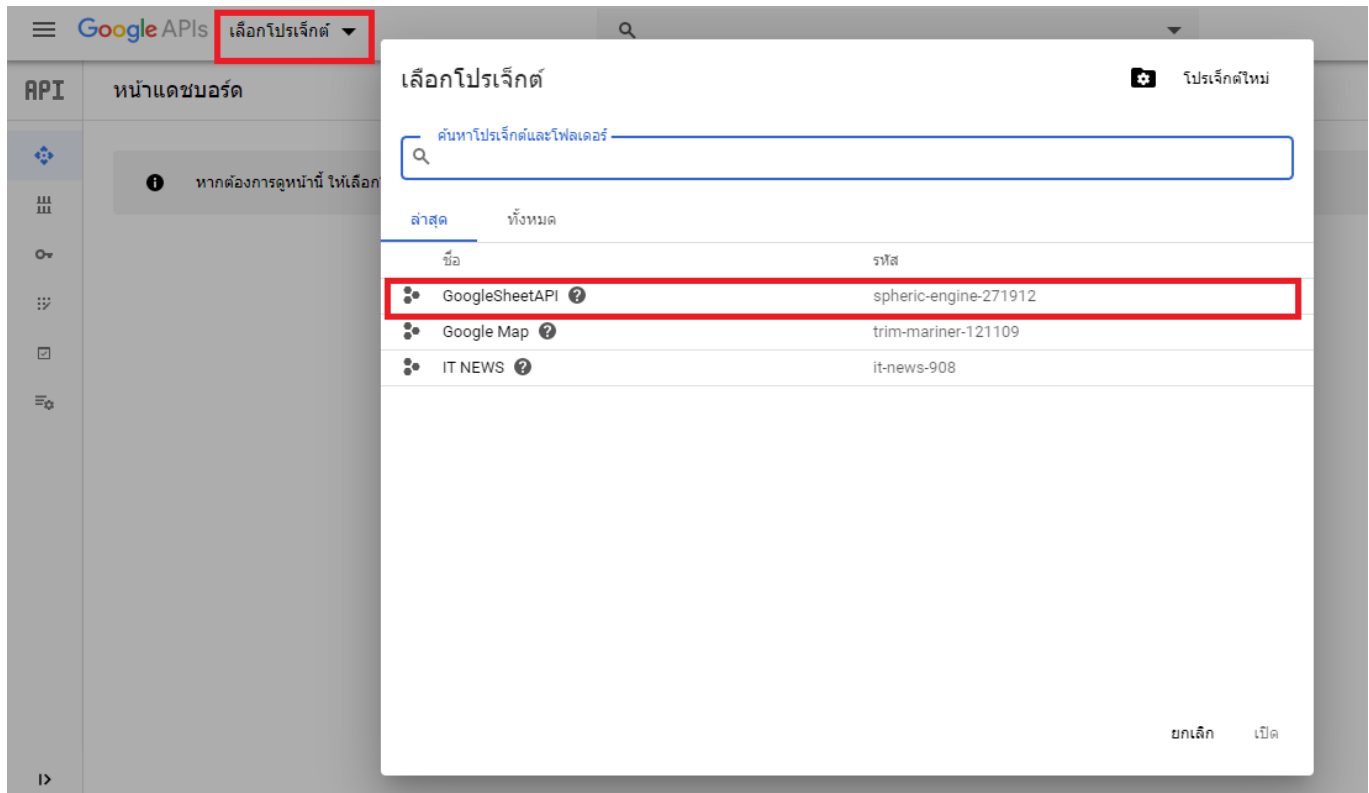 Google APIs เลือกโปรเจ็กต์
API หน้าแดชบอร์ด
หากต้องการดูหน้านี้ ให้เลือก
เลือกโปรเจ็กต์ โปรเจ็กต์ใหม่
ค้นหาโปรเจ็กต์และโฟลเดอร์
ล่าสุด ทั้งหมด
ชื่อ รหัส
GoogleSheetAPI spheric-engine-271912
Google Map trim-mariner-121109
IT NEWS it-news-908
ยกเลิก เปิด